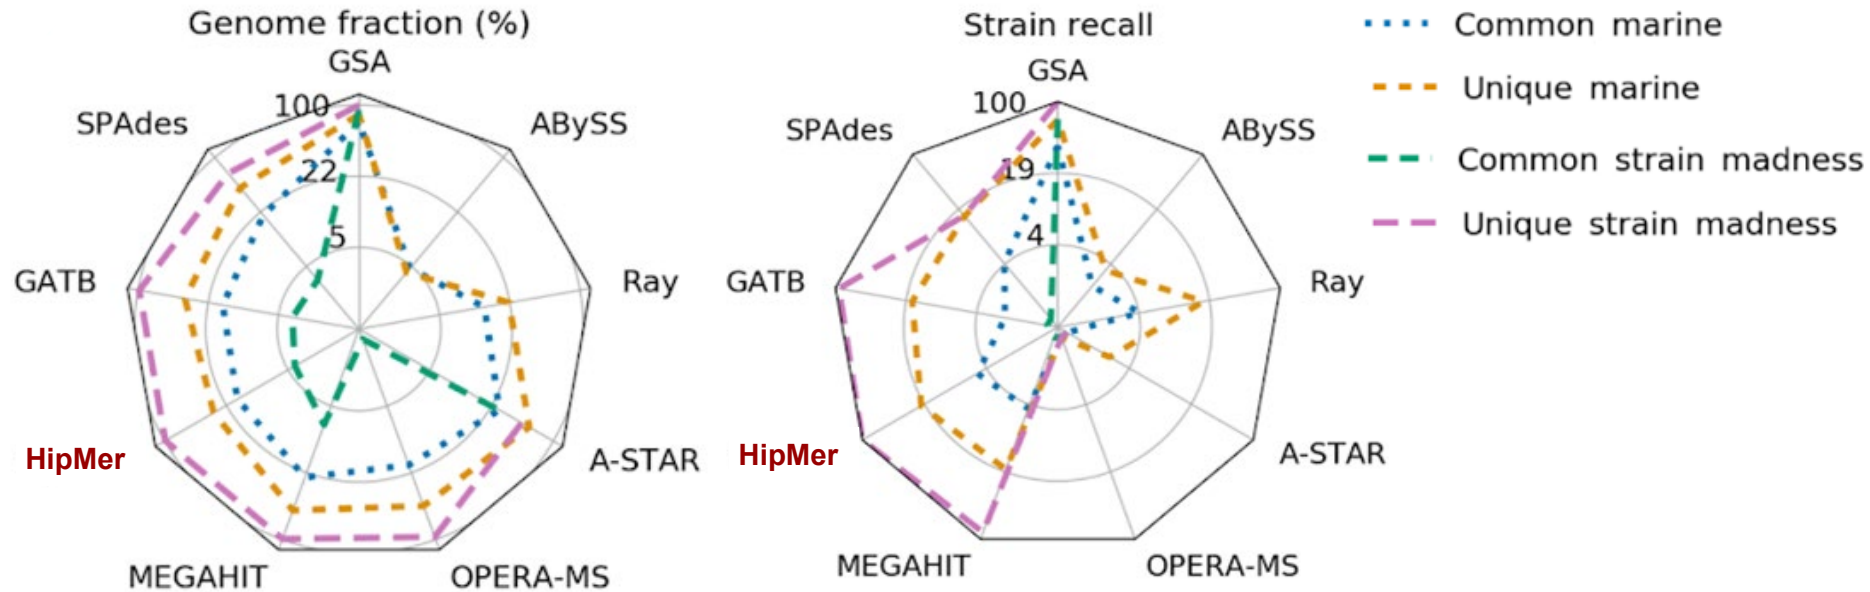 Genome fraction (%)
GSA
100
22
5
SPAdes
ABySS
GATB
Ray
HipMer
A-STAR
MEGAHIT
OPERA-MS
Strain recall
GSA
100
19
4
SPAdes
ABySS
GATB
Ray
HipMer
A-STAR
MEGAHIT
OPERA-MS
Common marine
Unique marine
Common strain madness
Unique strain madness